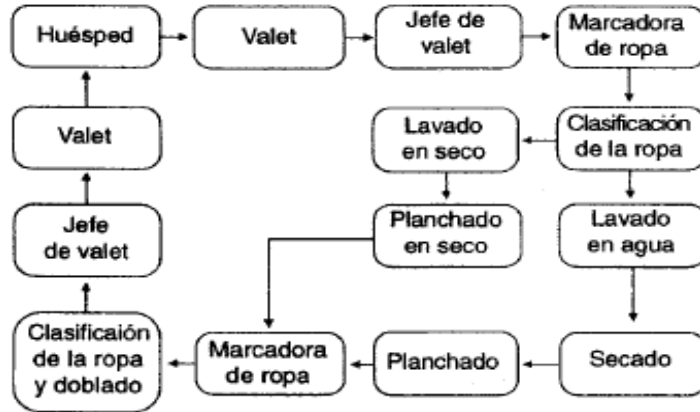 Huésped
Valet
Jefe de
valet
Marcadora
de ropa
Valet
Lavado
en seco
Clasificación
de la ropa
Jefe
de valet
Planchado
en seco
Lavado
en agua
Clasificaión
de la ropa
y doblado
Marcadora
de ropa
Planchado
Secado